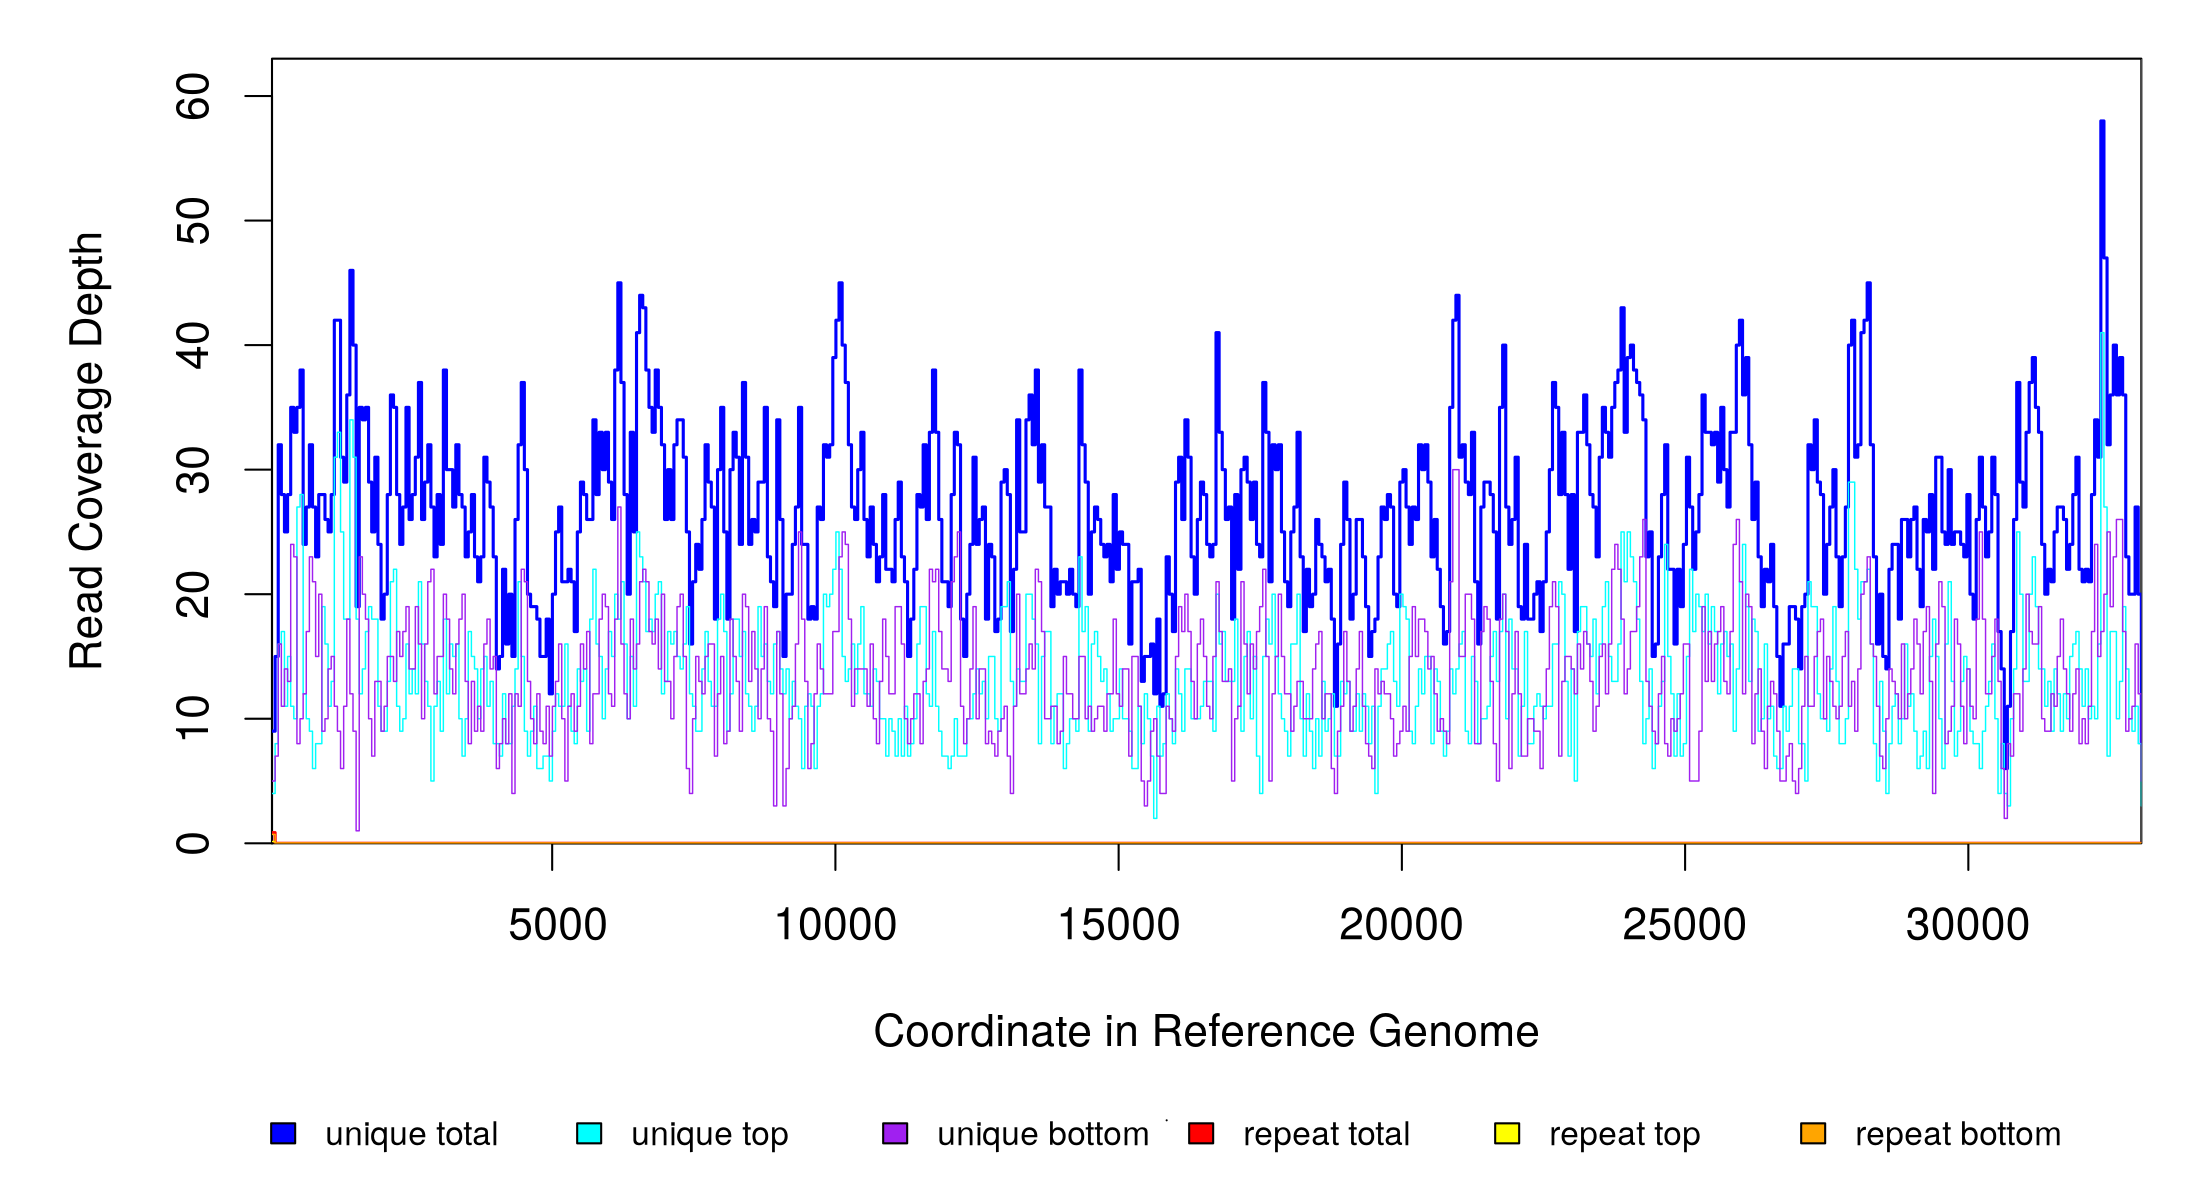 Read Coverage Depth
60
50
40
30
20
10
0
5000 10000 15000 20000 25000 30000
Coordinate in Reference Genome
unique total unique top unique bottom repeat total repeat top repeat bottom